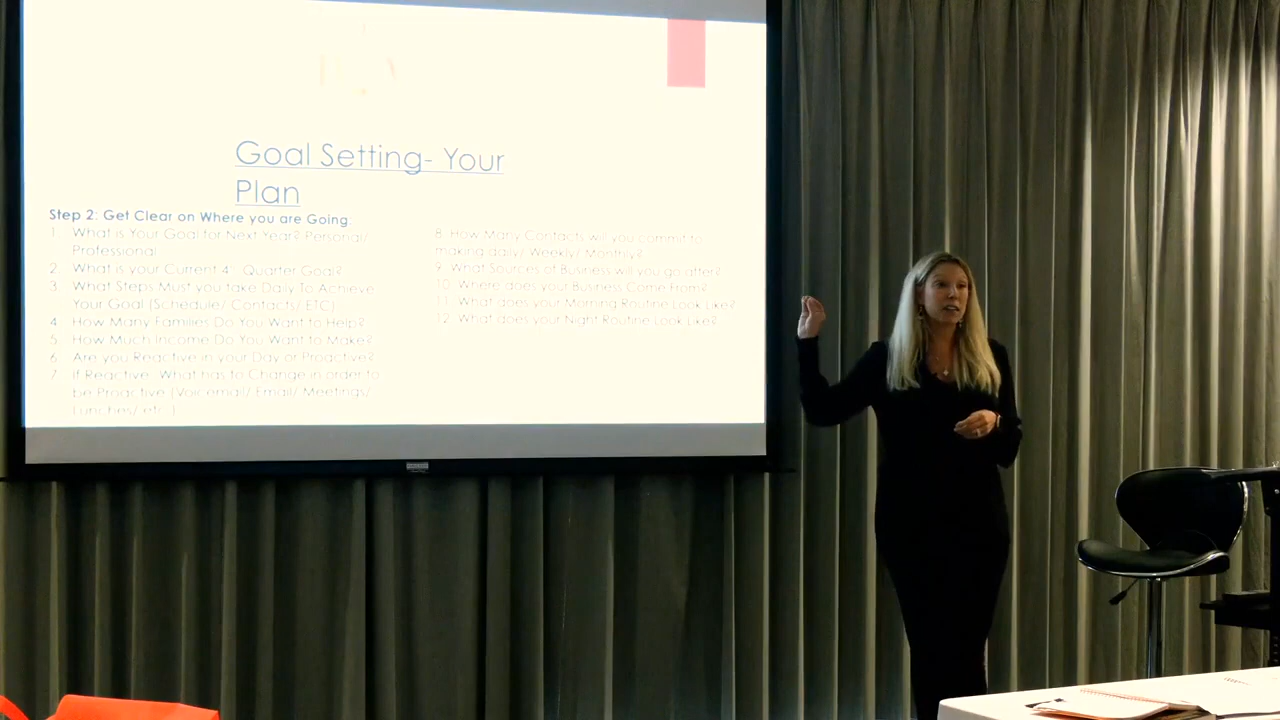 Goal Setting- Your
Plan
Step 2: Get Clear on Where you are Going:
1. What is Your Goal for Next Year? Personal/
Professional
2. What is your Current 4th Quarter Goal?
3. What Steps Must you Take Daily To Achieve
Your Goal (Schedule/ Contacts/ ETC)
4. How Many Families Do You Want to Help?
5. How Much Income Do You Want to Make?
6. Are you Reactive in your Day or Proactive?
7. If Reactive- What has to Change in order to
be Proactive (Voicemail/ Email/ Meetings/
Lunches/ etc.)
8. How Many Contacts will you commit to
making daily/ Weekly/ Monthly?
9. What Sources of Business will you go after?
10. Where does your Business Come From?
11. What does your Morning Routine Look Like?
12. What does your Night Routine Look Like?